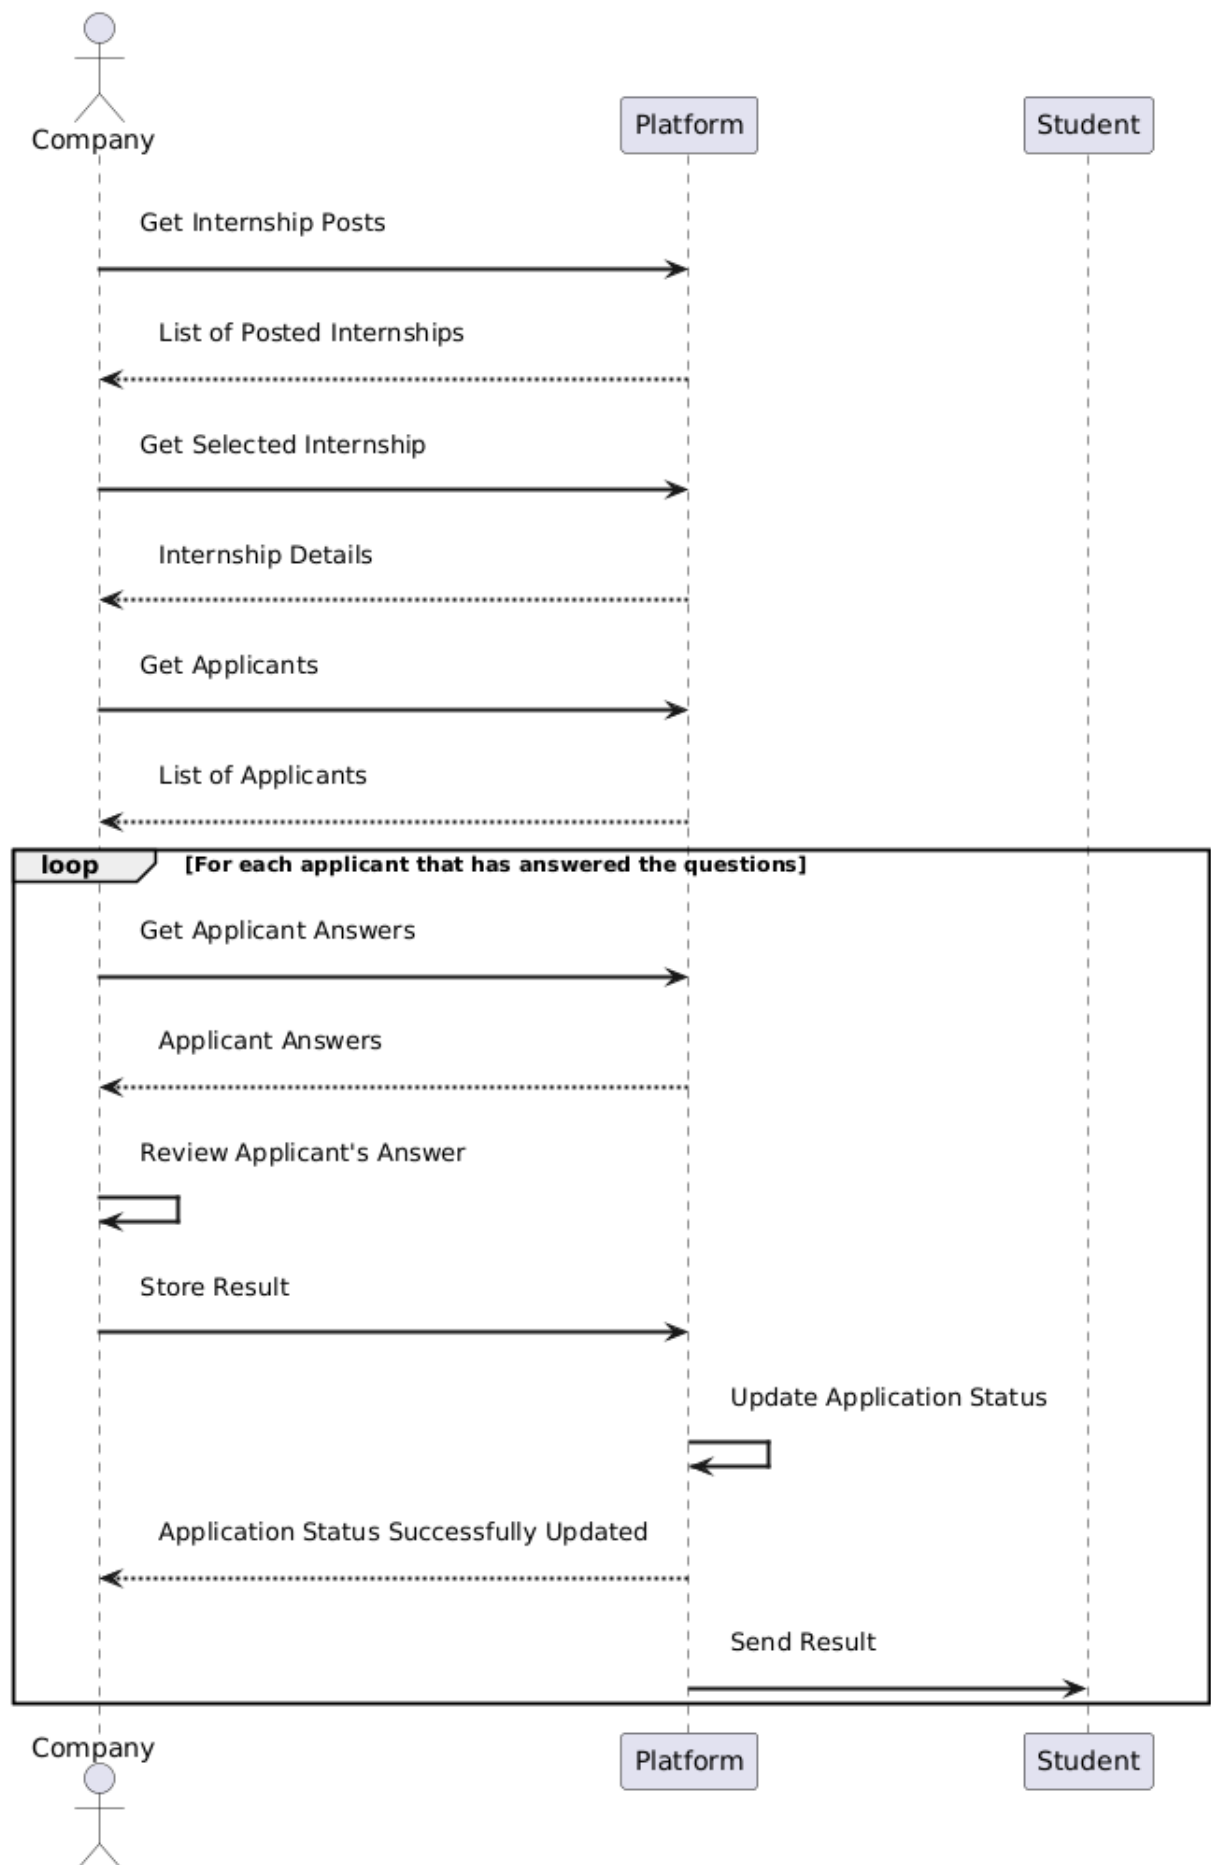 Company
Platform
Student
Get Internship Posts
List of Posted Internships
Get Selected Internship
Internship Details
Get Applicants
List of Applicants
loop [For each applicant that has answered the questions]
Get Applicant Answers
Applicant Answers
Review Applicant's Answer
Store Result
Update Application Status
Application Status Successfully Updated
Send Result
Company
Platform
Student